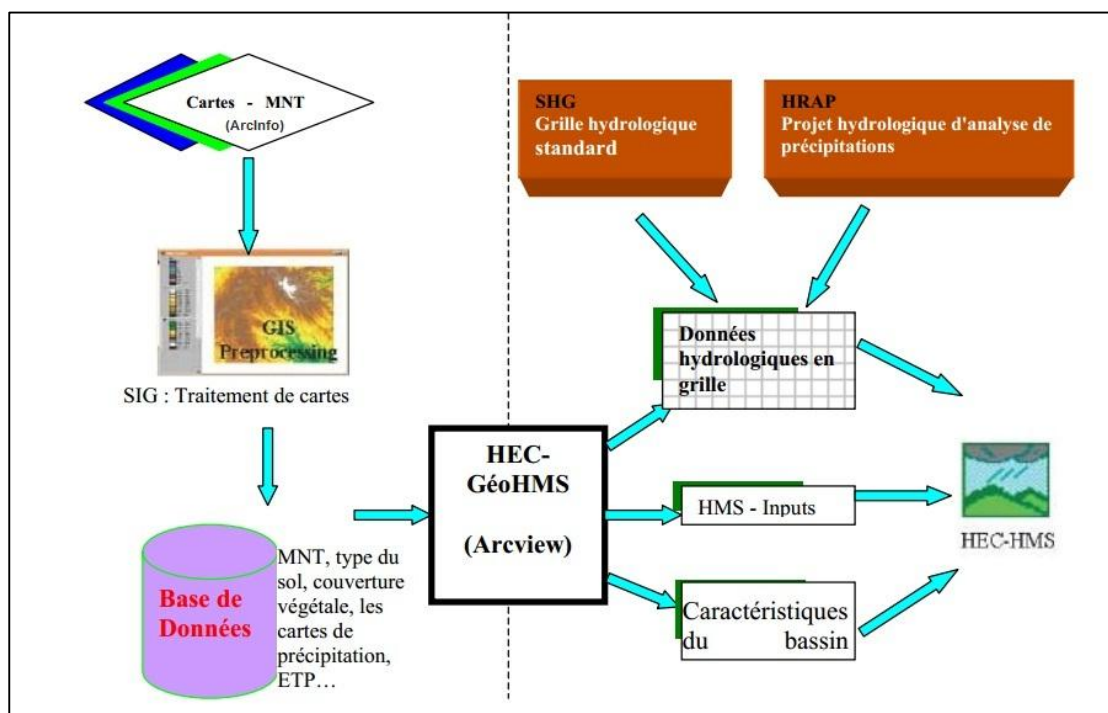 Cartes - MNT
(ArcInfo)
GIS
Preprocessing
SIG : Traitement de cartes
Base de
Données
MNT, type du
sol, couverture
végétale, les
cartes de
précipitation,
ETP…
HEC-
GéoHMS
(Arcview)
SHG
Grille hydrologique
standard
HRAP
Projet hydrologique d'analyse de
précipitations
Données
hydrologiques en
grille
HMS - Inputs
Caractéristiques
du bassin
HEC-HMS